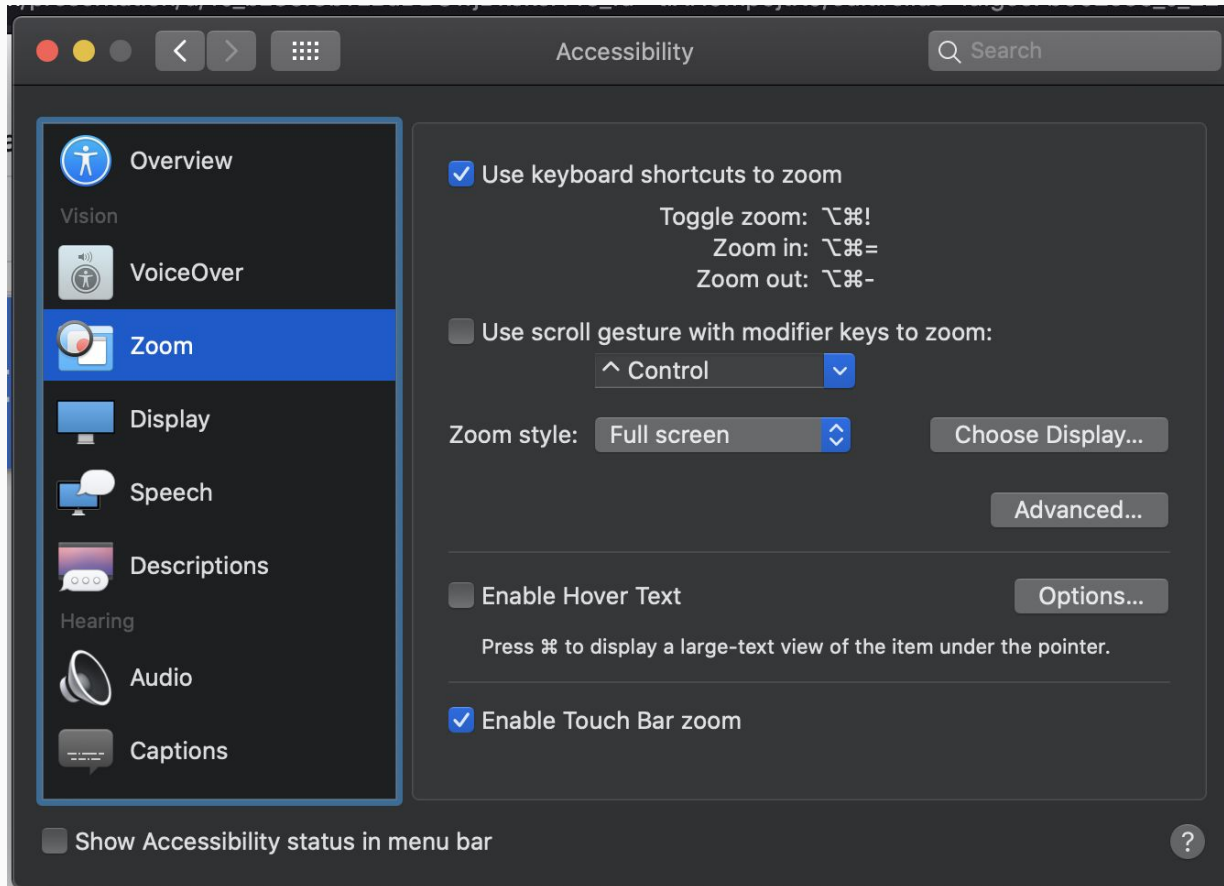 Accessibility
Search
Overview
Vision
VoiceOver
Zoom
Display
Speech
Descriptions
Hearing
Audio
Captions
Use keyboard shortcuts to zoom
Toggle zoom: ⌥⌘!
Zoom in: ⌥⌘=
Zoom out: ⌥⌘-
Use scroll gesture with modifier keys to zoom:
^ Control
Zoom style: Full screen Choose Display...
Advanced...
Enable Hover Text Options...
Press ⌘ to display a large-text view of the item under the pointer.
Enable Touch Bar zoom
Show Accessibility status in menu bar ?